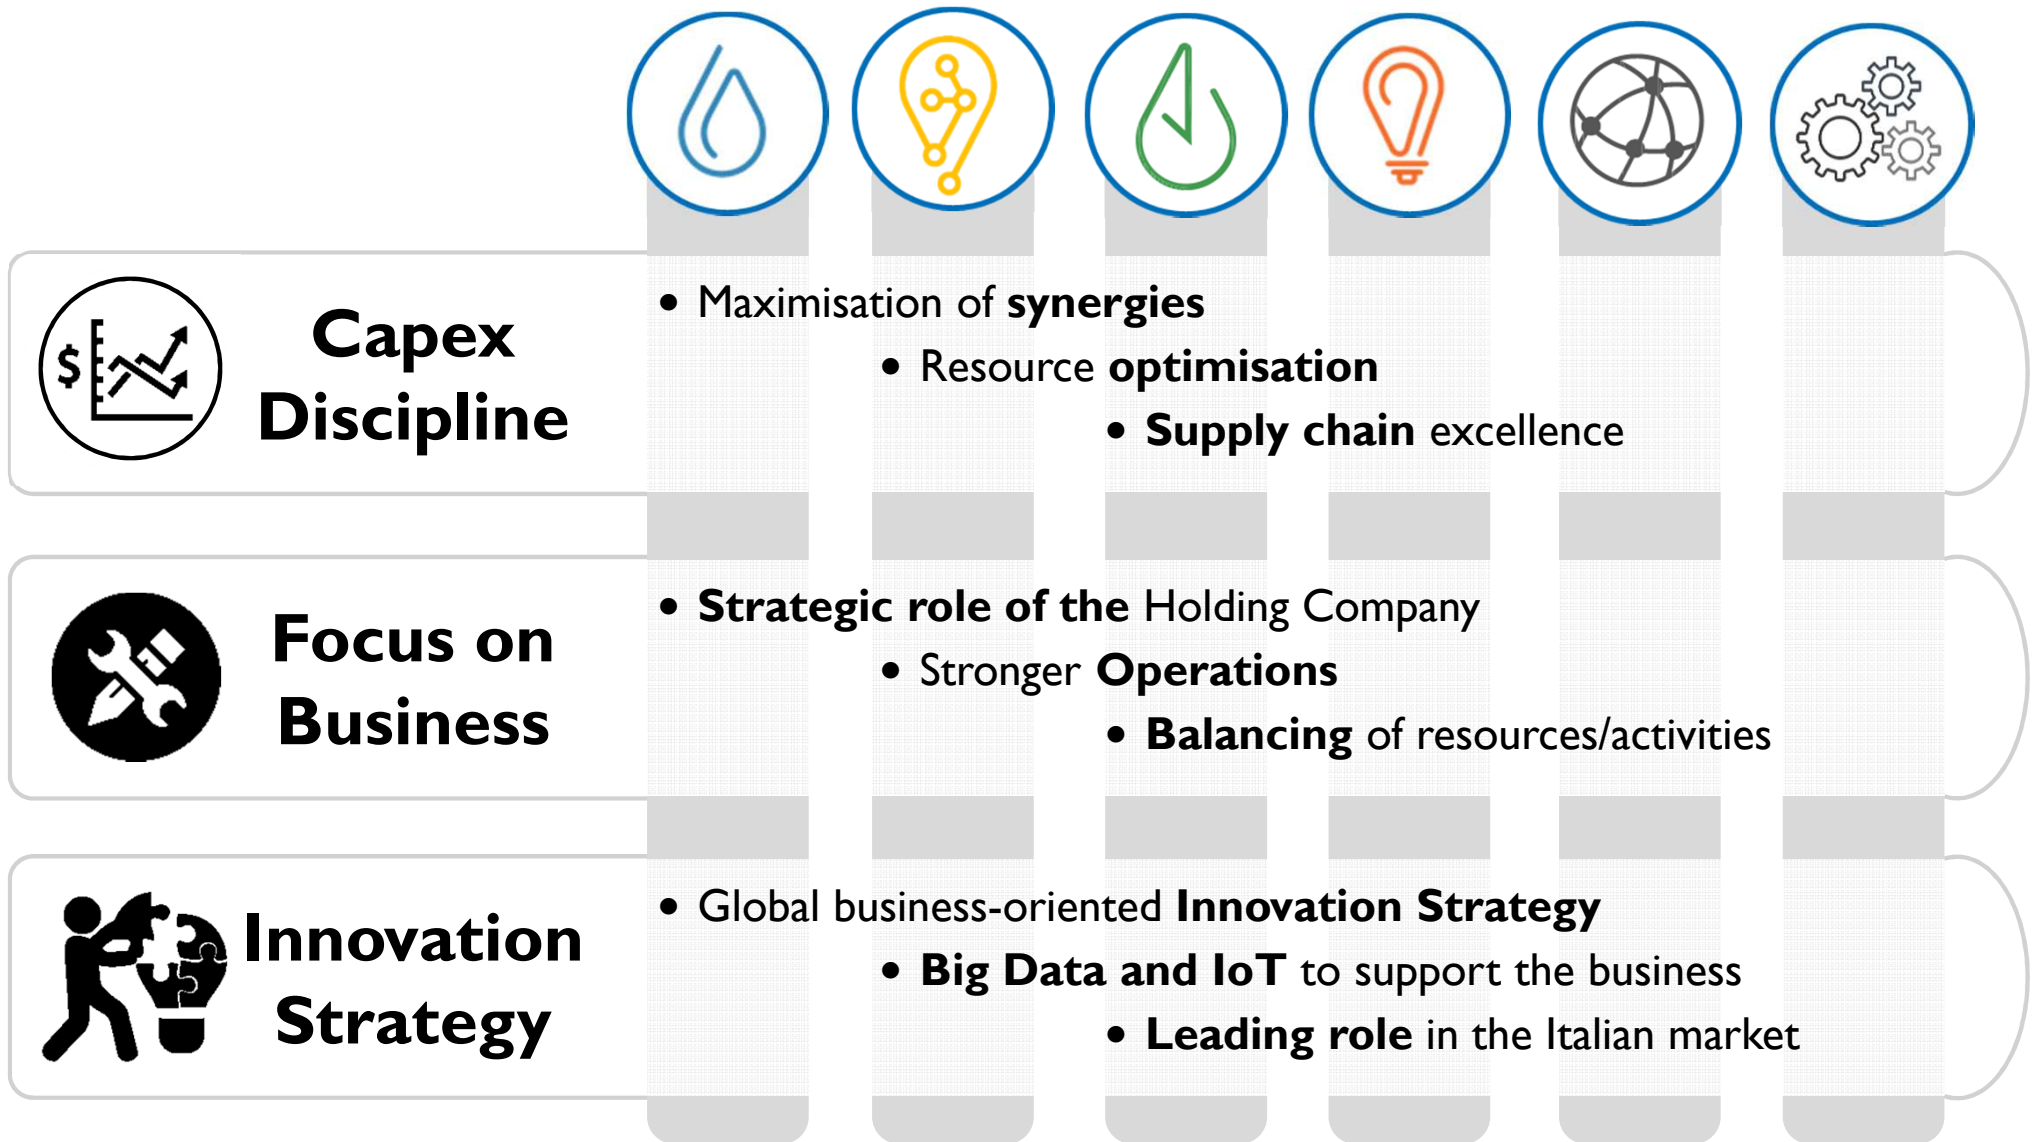 Capex
Discipline
• Maximisation of synergies
• Resource optimisation
• Supply chain excellence
Focus on
Business
• Strategic role of the Holding Company
• Stronger Operations
• Balancing of resources/activities
Innovation
Strategy
• Global business-oriented Innovation Strategy
• Big Data and IoT to support the business
• Leading role in the Italian market